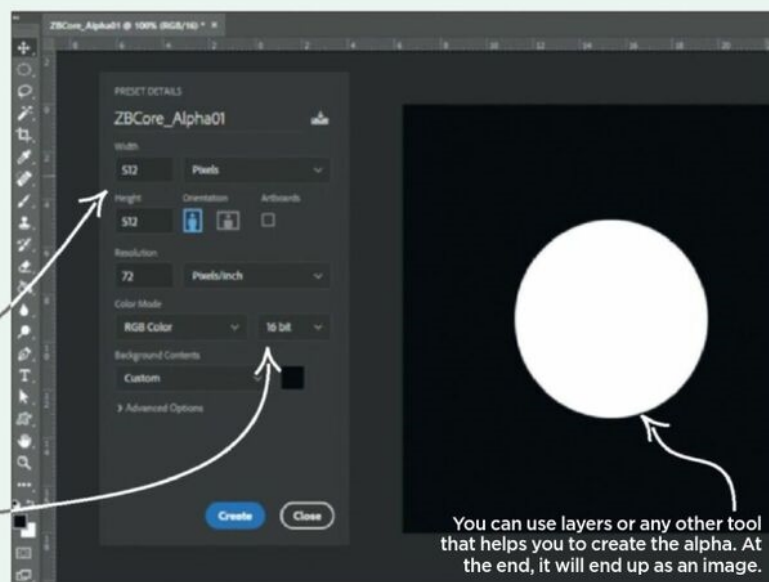 ZBCore_Alpha01 @ 100% (RGB/16) * ×
PRESET DETAILS
ZBCore_Alpha01
Width
512 Pixels
Height Orientation Artboards
512
Resolution
72 Pixels/Inch
Color Mode
RGB Color 16 bit
Background Contents
Custom
> Advanced Options
Create Close
You can use layers or any other tool
that helps you to create the alpha. At
the end, it will end up as an image.